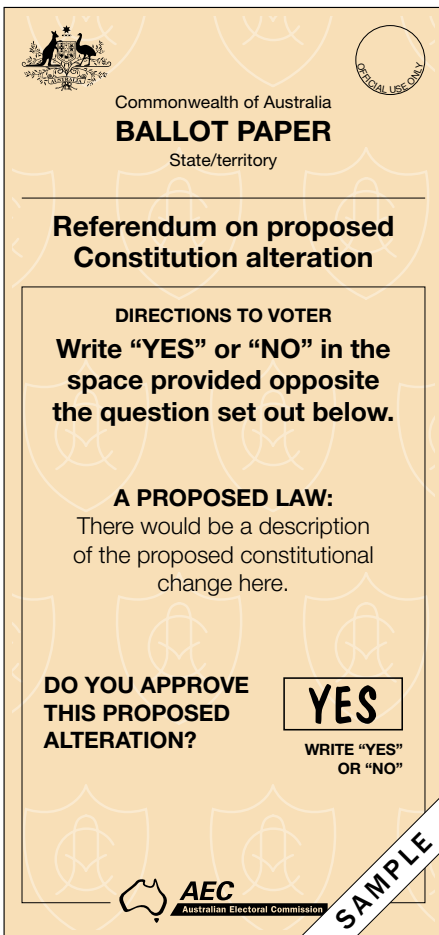 AUSTRALIA
OFFICIAL USE ONLY
Commonwealth of Australia
BALLOT PAPER
State/territory
Referendum on proposed
Constitution alteration
DIRECTIONS TO VOTER
Write “YES” or “NO” in the
space provided opposite
the question set out below.
A PROPOSED LAW:
There would be a description
of the proposed constitutional
change here.
DO YOU APPROVE
THIS PROPOSED
ALTERATION?
YES
WRITE “YES”
OR “NO”
SAMPLE
AEC
Australian Electoral Commission